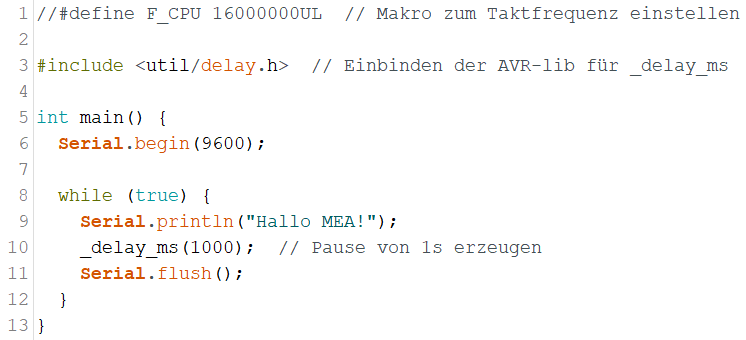 1 //#define F_CPU 16000000UL  // Makro zum Taktfrequenz einstellen
2
3 #include <util/delay.h>  // Einbinden der AVR-lib für _delay_ms
4
5 int main() {
6   Serial.begin(9600);
7
8   while (true) {
9     Serial.println("Hallo MEA!");
10     _delay_ms(1000);  // Pause von 1s erzeugen
11     Serial.flush();
12   }
13 }